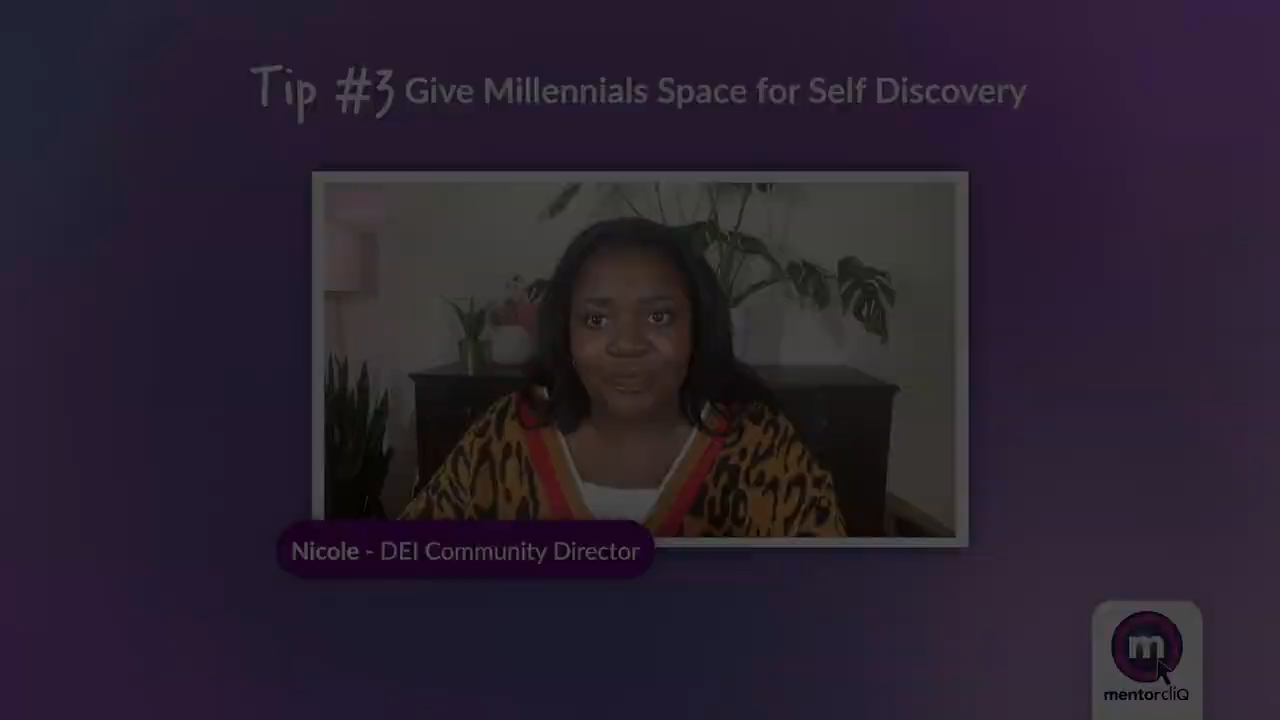 Tip #3 Give Millennials Space for Self Discovery
Nicole - DEI Community Director
m
mentorcliQ